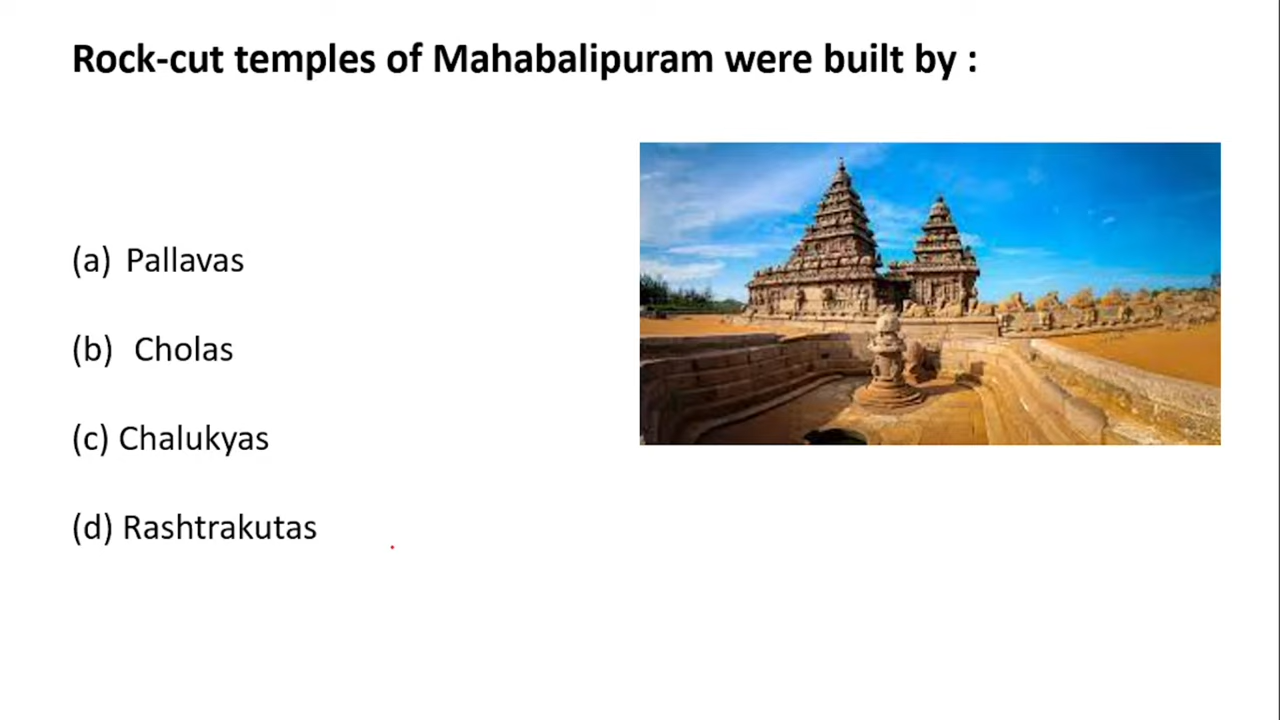 Rock-cut temples of Mahabalipuram were built by :
(a) Pallavas
(b) Cholas
(c) Chalukyas
(d) Rashtrakutas